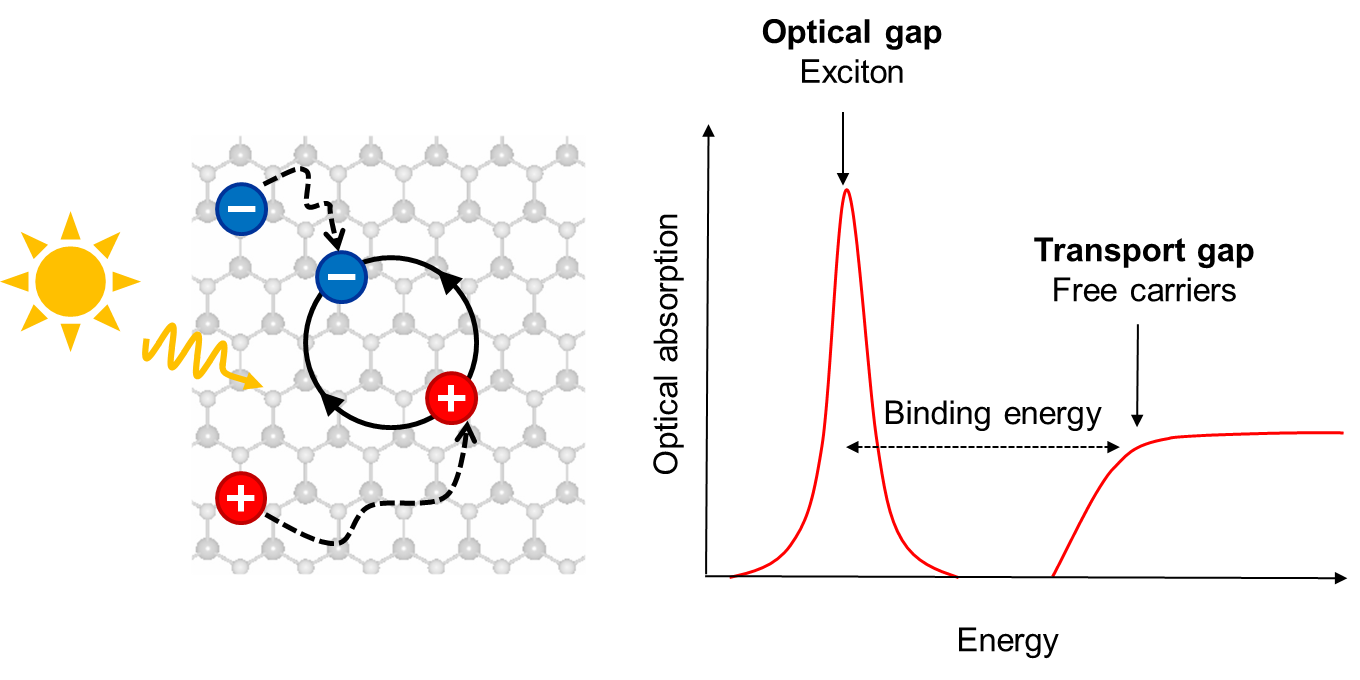 Optical gap
Exciton
Transport gap
Free carriers
Binding energy
Optical absorption
Energy
−
−
+
+